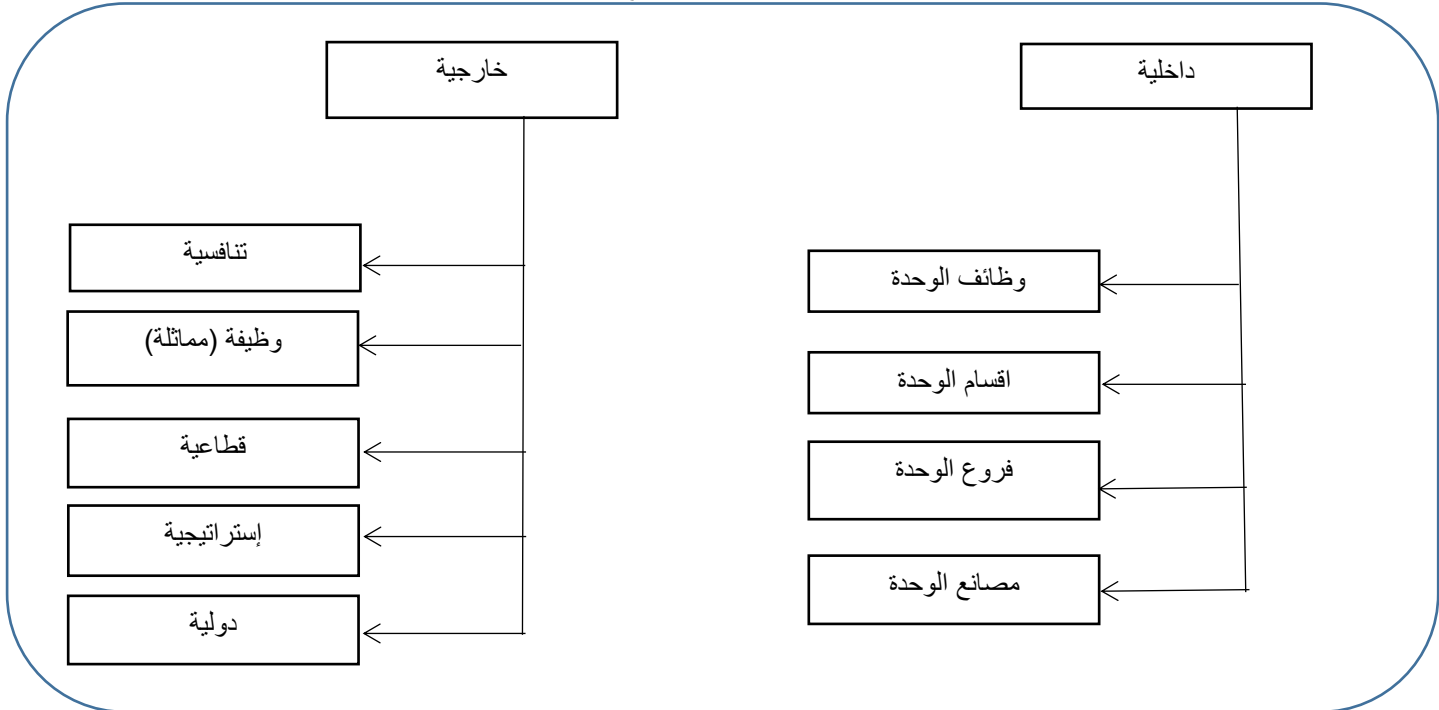 داخلية
وظائف الوحدة
اقسام الوحدة
فروع الوحدة
مصانع الوحدة
خارجية
تنافسية
وظيفة (مماثلة)
قطاعية
إستراتيجية
دولية